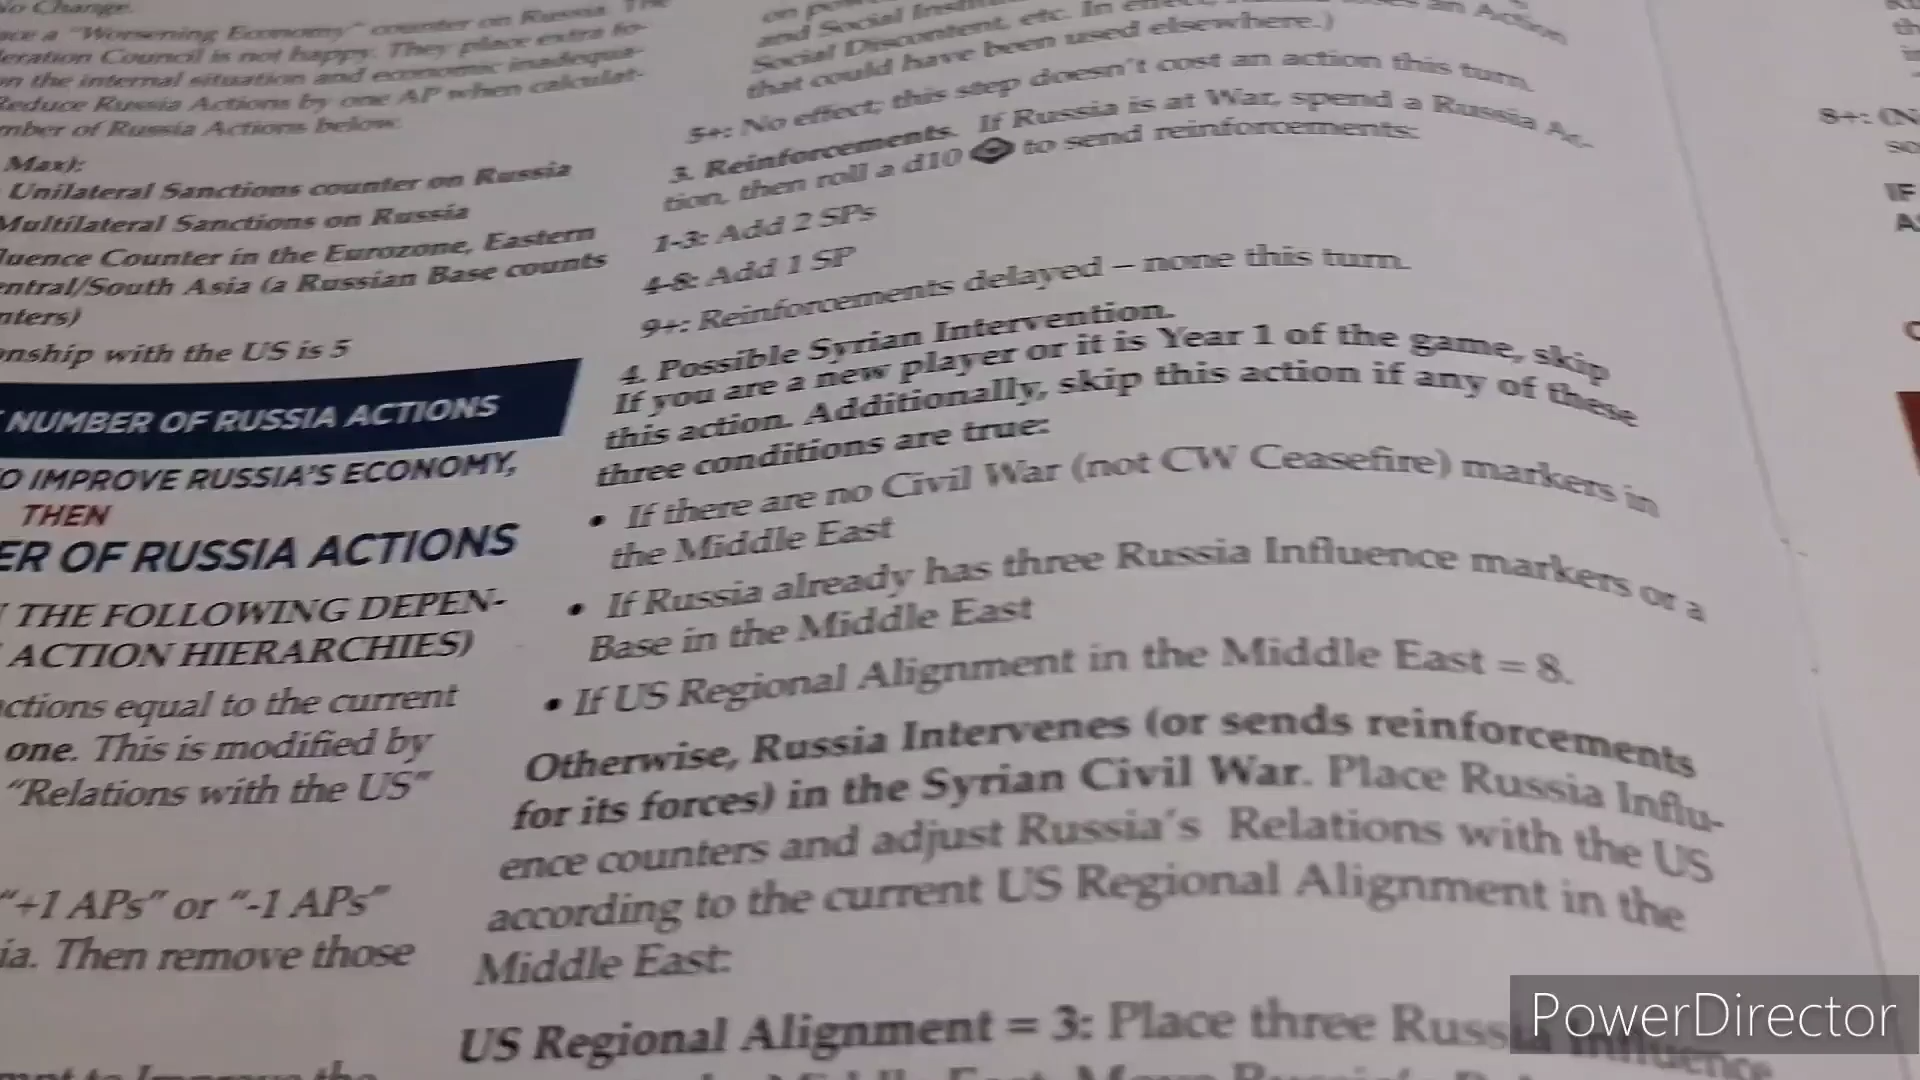 No Change.
ace a "Worsening Economy" counter on Russia. The
eration Council is not happy. They place extra fo-
on the internal situation and economic inadequa-
Reduce Russia Actions by one AP when calculat-
mber of Russia Actions below.
Max):
Unilateral Sanctions counter on Russia
Multilateral Sanctions on Russia
luence Counter in the Eurozone, Eastern
entral/South Asia (a Russian Base counts
nters)
onship with the US is 5
NUMBER OF RUSSIA ACTIONS
O IMPROVE RUSSIA'S ECONOMY,
THEN
ER OF RUSSIA ACTIONS
THE FOLLOWING DEPEN-
ACTION HIERARCHIES)
ctions equal to the current
one. This is modified by
"Relations with the US"
"+1 APs" or "-1 APs"
ia. Then remove those
and Social
Social Discontent, etc. In an Action
that could have been used elsewhere.)
5+: No effect; this step doesn't cost an action this turn.
3. Reinforcements. If Russia is at War, spend a Russia Ac-
tion, then roll a d10 to send reinforcements:
1-3: Add 2 SPs
4-8: Add 1 SP
9+: Reinforcements delayed – none this turn.
4. Possible Syrian Intervention.
If you are a new player or it is Year 1 of the game, skip
this action. Additionally, skip this action if any of these
three conditions are true:
• If there are no Civil War (not CW Ceasefire) markers in
the Middle East
• If Russia already has three Russia Influence markers or a
Base in the Middle East
• If US Regional Alignment in the Middle East = 8.
Otherwise, Russia Intervenes (or sends reinforcements
for its forces) in the Syrian Civil War. Place Russia Influ-
ence counters and adjust Russia's Relations with the US
according to the current US Regional Alignment in the
Middle East:
US Regional Alignment = 3: Place three Russia Influence
8+: (N
so
IF
PowerDirector